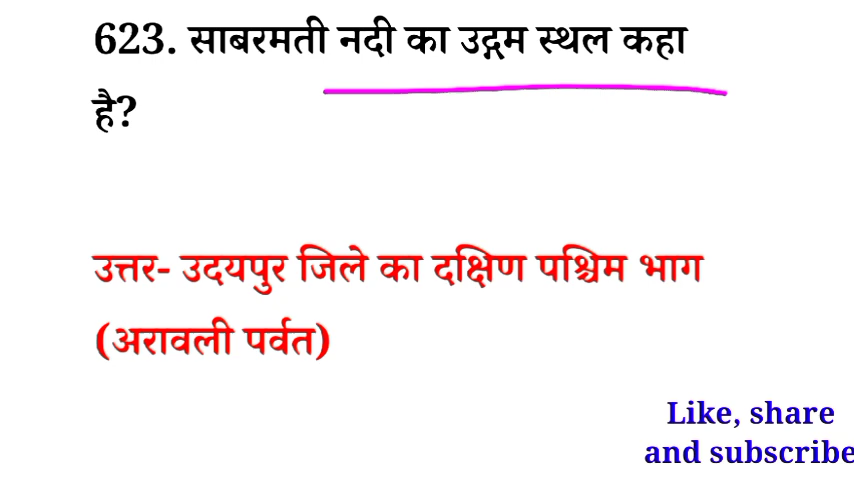 623. साबरमती नदी का उद्गम स्थल कहा
है?
उत्तर- उदयपुर जिले का दक्षिण पश्चिम भाग
(अरावली पर्वत)
Like, share
and subscribe